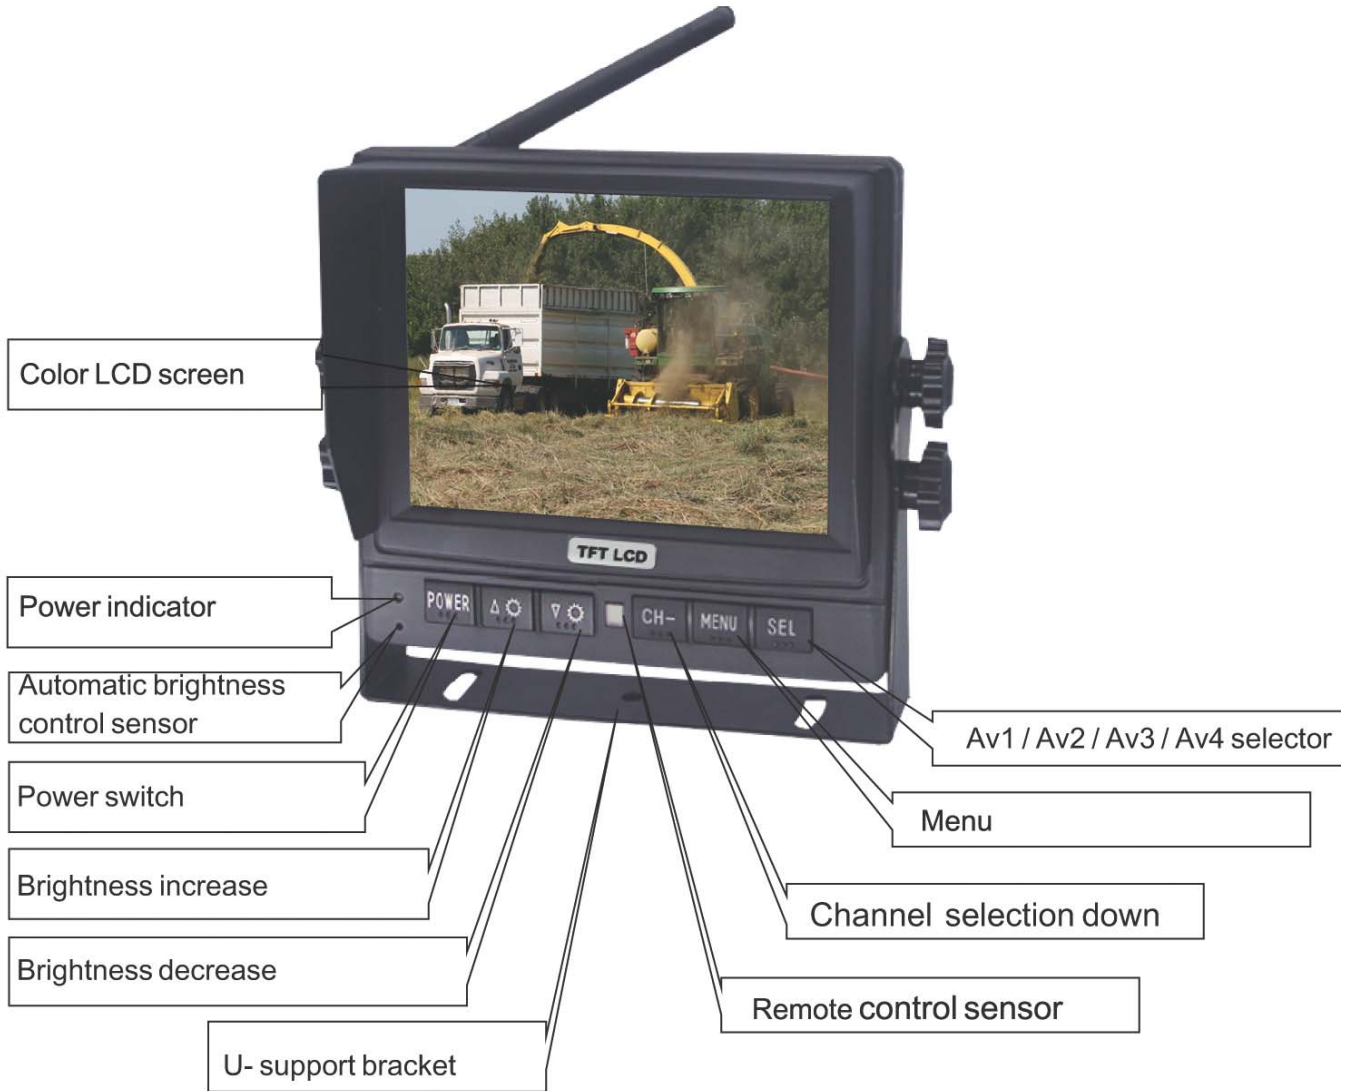 Color LCD screen
TFT LCD
Power indicator
POWER
CH-
MENU
SEL
Automatic brightness
control sensor
Av1 / Av2 / Av3 / Av4 selector
Power switch
Menu
Brightness increase
Channel selection down
Brightness decrease
Remote control sensor
U- support bracket